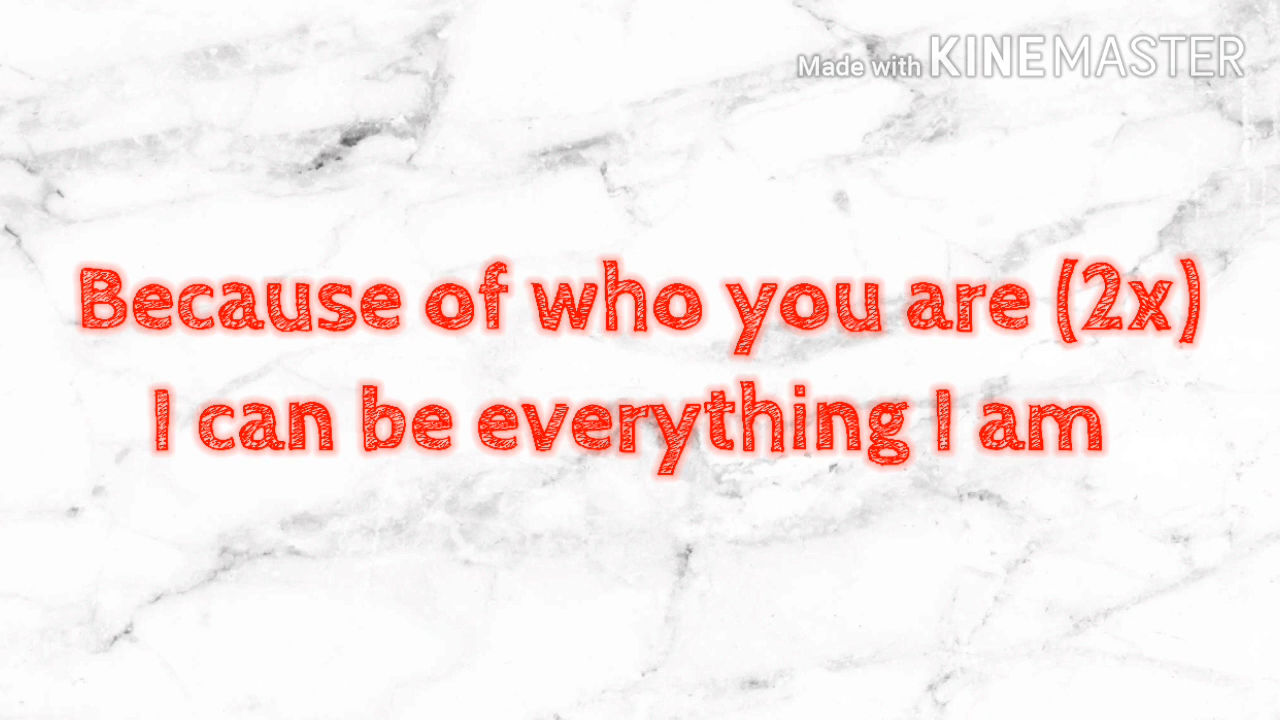 Made with KINEMASTER
Because of who you are (2x)
I can be everything I am